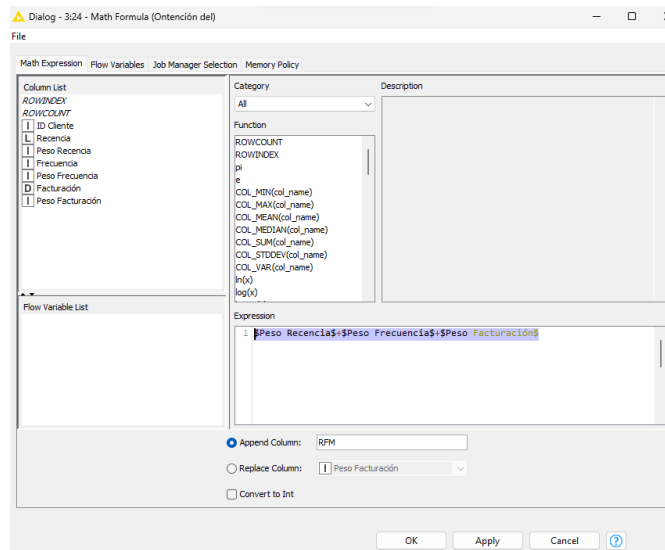 Dialog - 3:24 - Math Formula (Ontención del)
File
Math Expression Flow Variables Job Manager Selection Memory Policy
Column List
ROWINDEX
ROWCOUNT
I ID Cliente
L Recencia
I Peso Recencia
I Frecuencia
I Peso Frecuencia
D Facturación
I Peso Facturación
Flow Variable List
Category
All
Function
ROWCOUNT
ROWINDEX
pi
e
COL_MIN(col_name)
COL_MAX(col_name)
COL_MEAN(col_name)
COL_MEDIAN(col_name)
COL_SUM(col_name)
COL_STDDEV(col_name)
COL_VAR(col_name)
ln(x)
log(x)
Description
Expression
1 $Peso Recencia$+$Peso Frecuencia$+$Peso Facturación$
Append Column: RFM
Replace Column: I Peso Facturación
Convert to Int
OK Apply Cancel ?